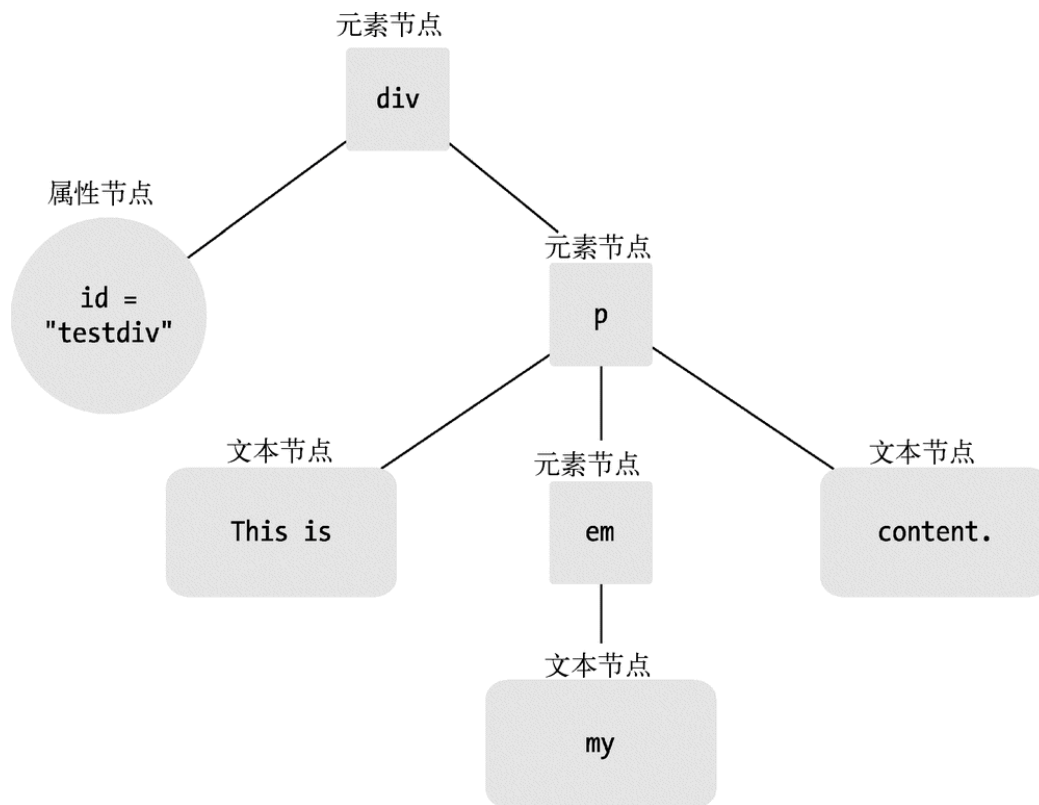 元素节点
div
属性节点
id =
"testdiv"
元素节点
p
文本节点
This is
元素节点
em
文本节点
content.
文本节点
my